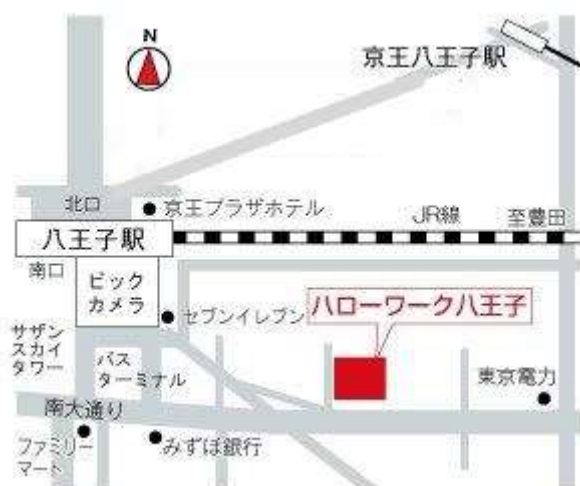 N
京王八王子駅
北口
京王プラザホテル
JR線
至豊田
八王子駅
南口
ビック
カメラ
セブンイレブン
ハローワーク八王子
サザン
スカイ
タワー
バス
ターミナル
東京電力
南大通り
ファミリー
マート
みずほ銀行